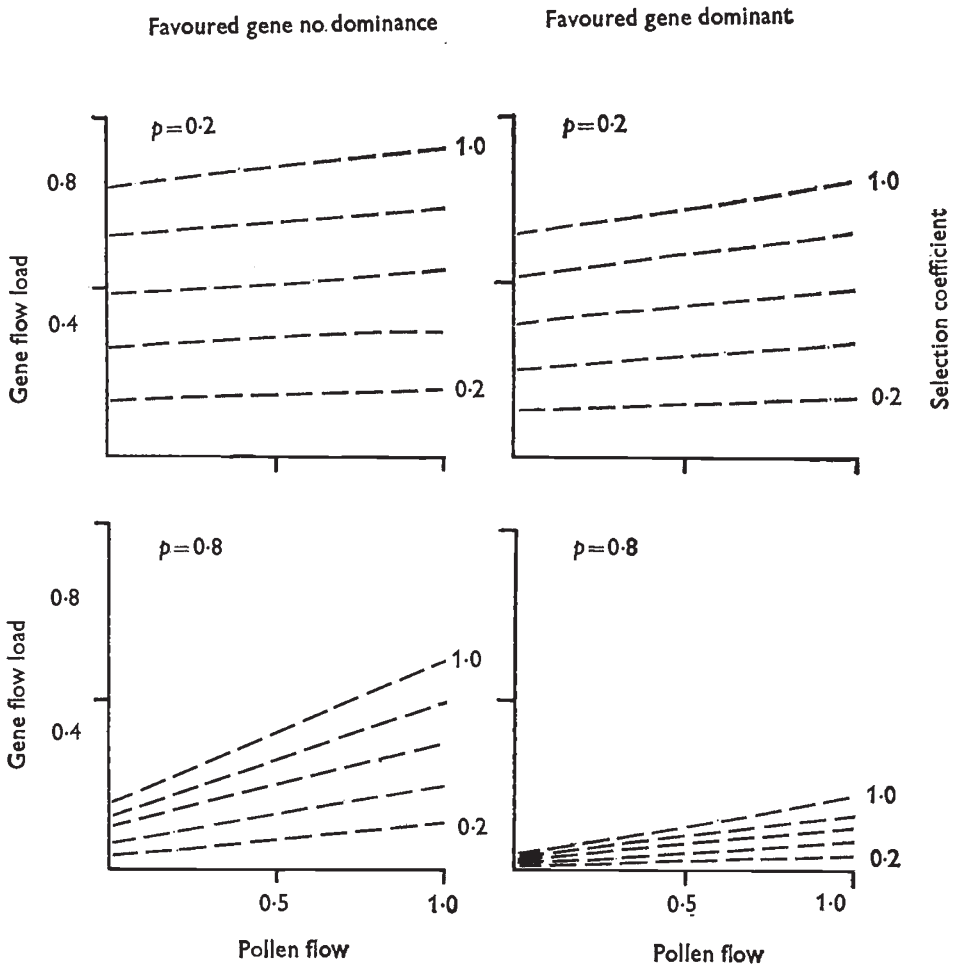 Favoured gene no. dominance
Favoured gene dominant
p=0·2
1·0
0·8
0·4
0·2
Gene flow load
p=0·2
1·0
0·2
Selection coefficient
p=0·8
0·8
0·4
1·0
0·2
Gene flow load
0·5
1·0
Pollen flow
p=0·8
1·0
0·2
0·5
1·0
Pollen flow